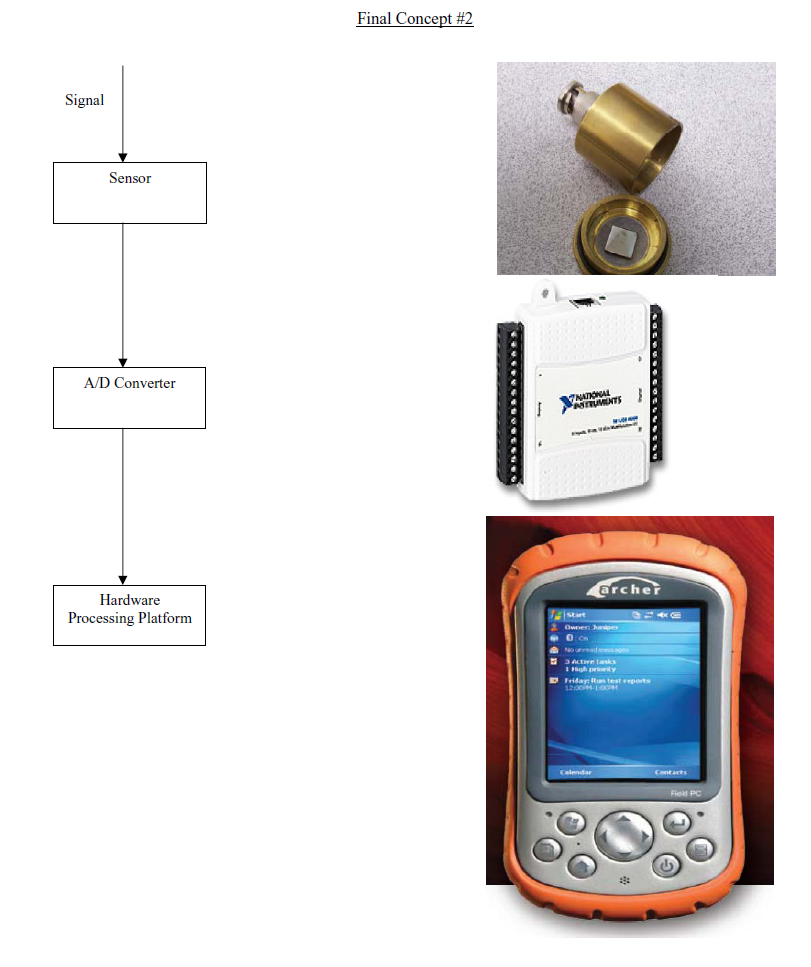 Final Concept #2
Signal
Sensor
A/D Converter
NATIONAL
INSTRUMENTS
Hardware
Processing Platform
archer
Start
Owner: Juniper
: On
No unread messages
3 Active tasks
1 High priority
Friday: Run test reports
12:00PM-1:00PM
Calendar
Contacts
Field PC